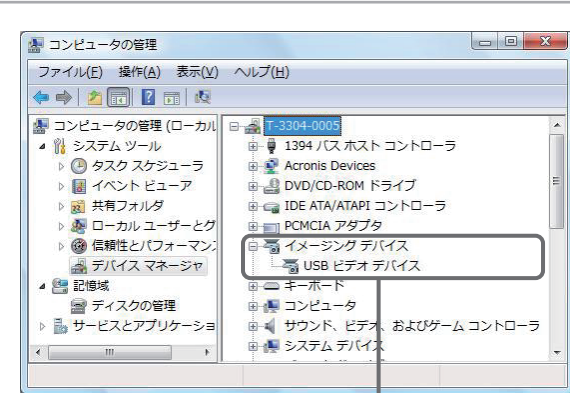 コンピュータの管理
ファイル(F) 操作(A) 表示(V) ヘルプ(H)
コンピュータの管理 (ローカル
システム ツール
タスク スケジューラ
イベント ビューア
共有フォルダ
ローカル ユーザーとグ
信頼性とパフォーマンス
デバイス マネージャ
記憶域
ディスクの管理
サービスとアプリケーショ
T-3304-0005
1394 バス ホスト コントローラ
Acronis Devices
DVD/CD-ROM ドライブ
IDE ATA/ATAPI コントローラ
PCMCIA アダプタ
イメージング デバイス
USB ビデオ デバイス
キーボード
コンピュータ
サウンド、ビデオ、およびゲーム コントローラ
システム デバイス